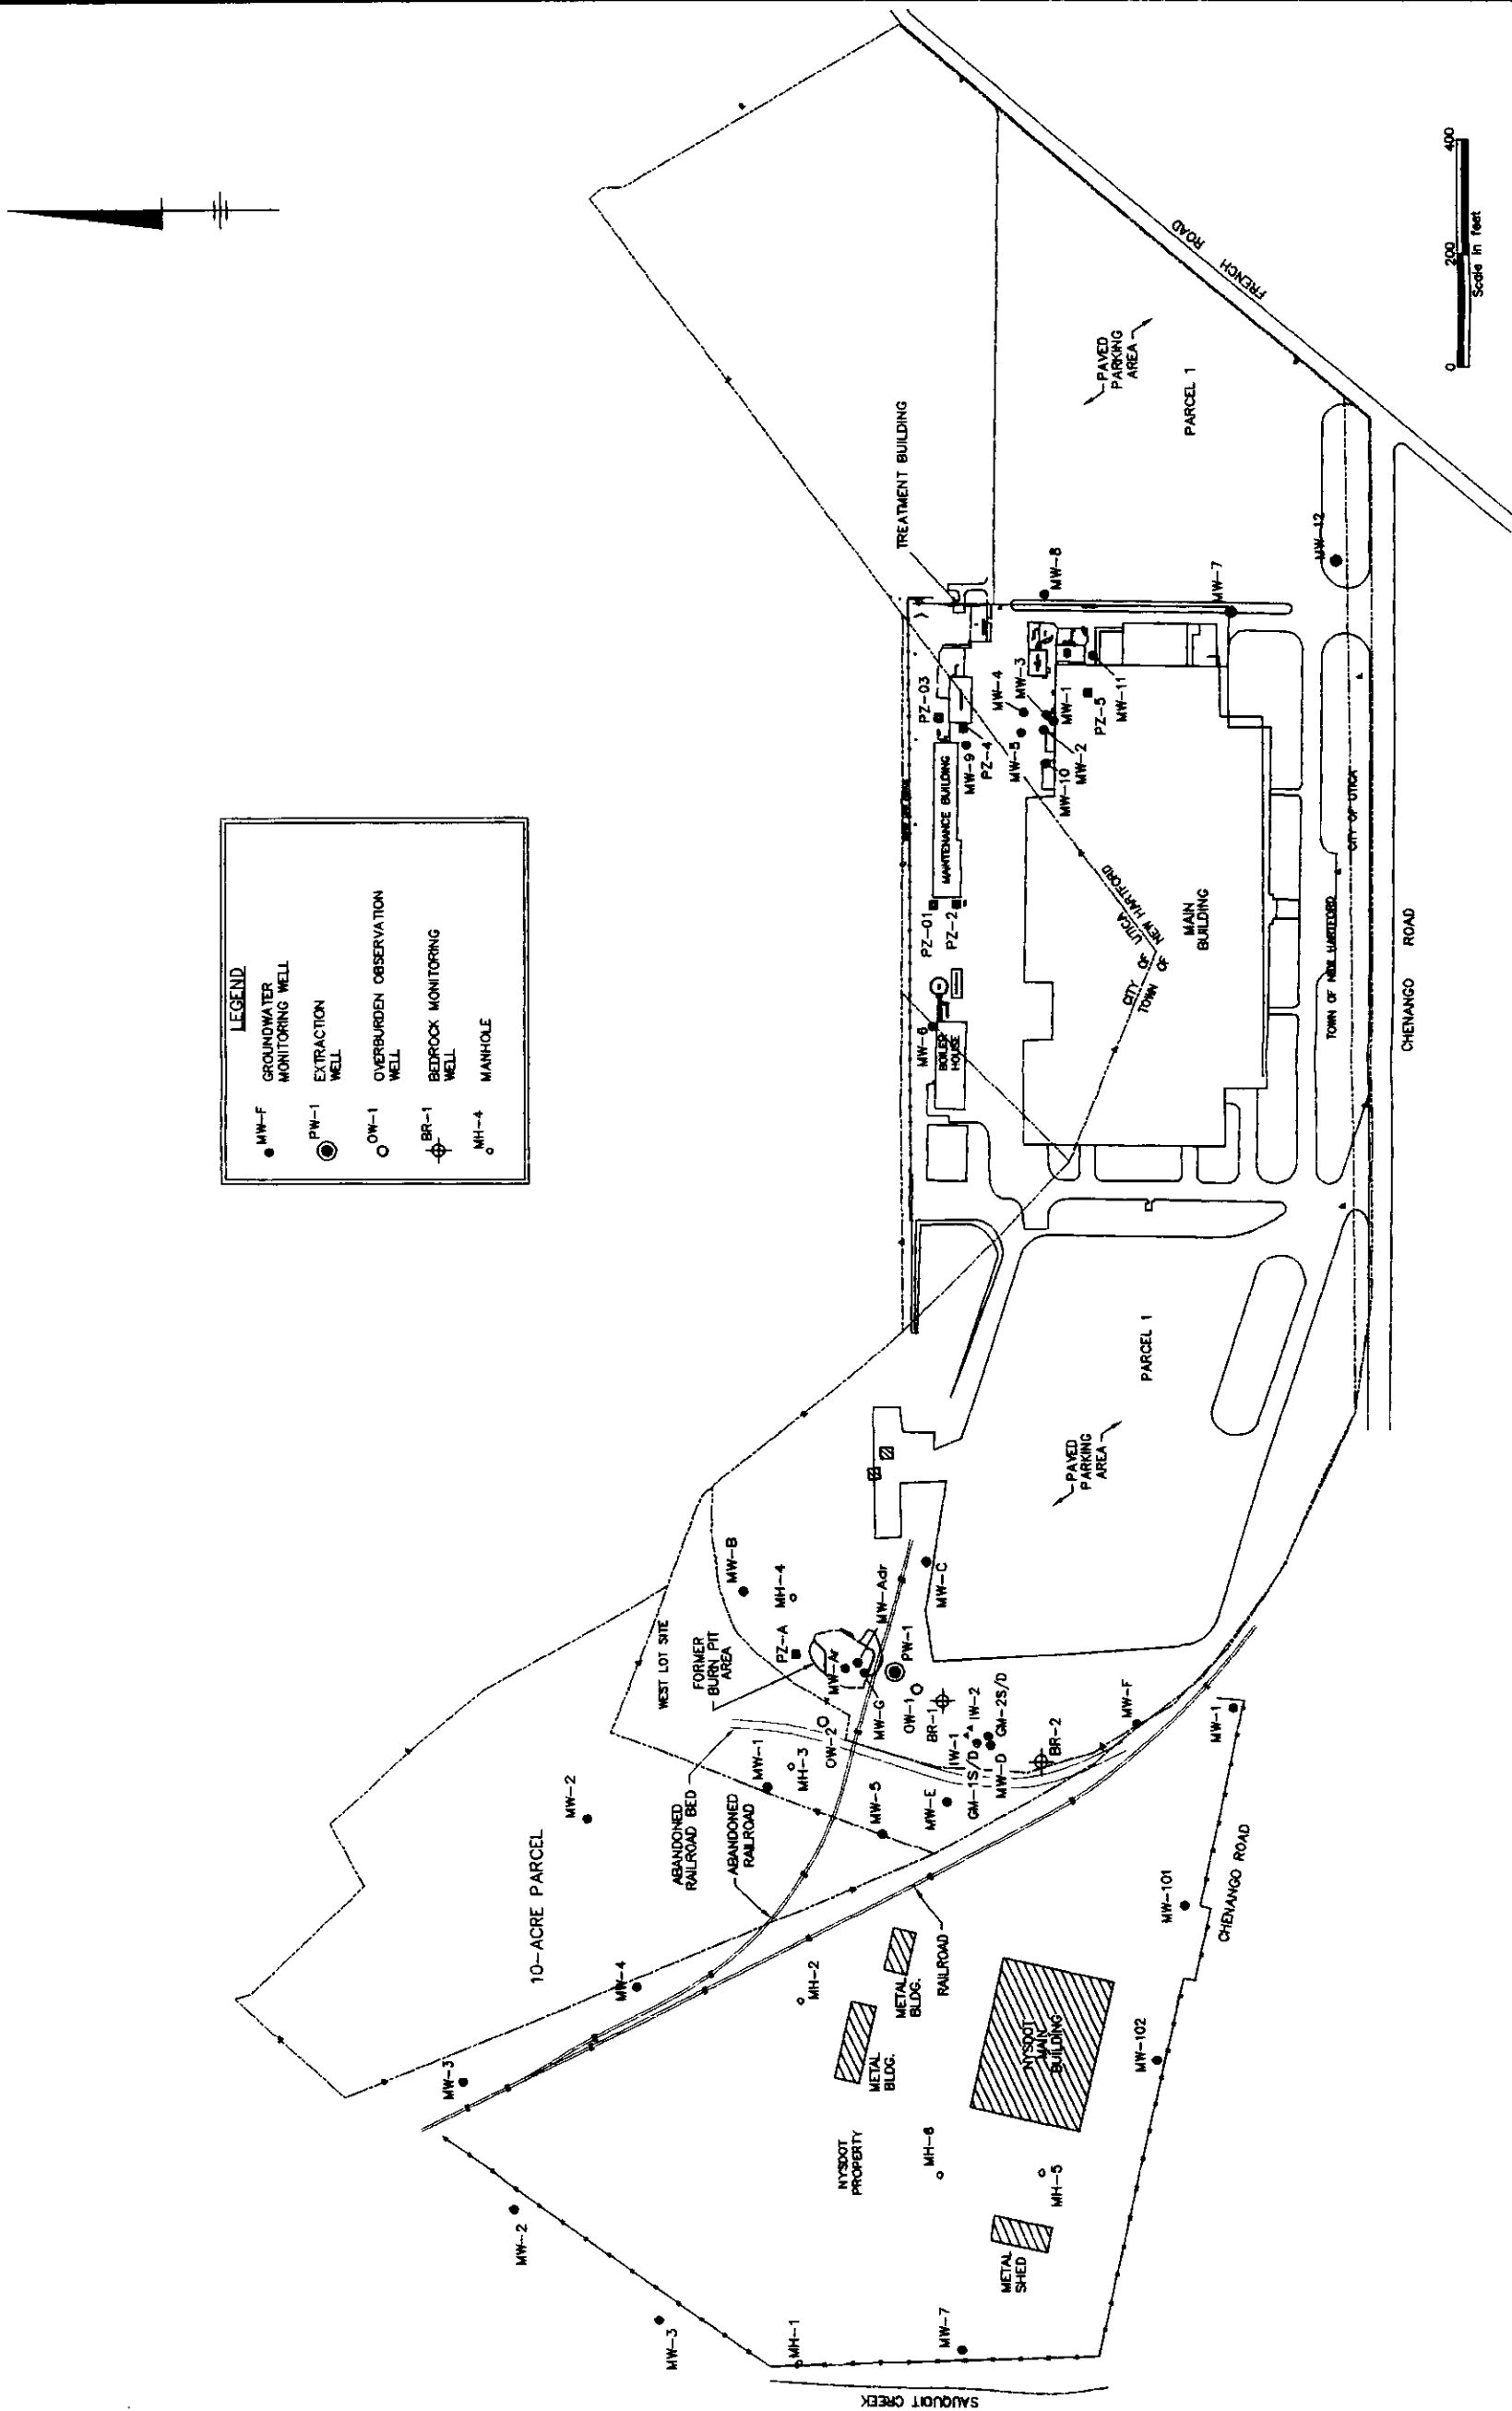 LEGEND
MW-F
GROUNDWATER
MONITORING WELL
PW-1
EXTRACTION
WELL
OW-1
OVERBURDEN OBSERVATION
WELL
BR-1
BEDROCK MONITORING
WELL
MH-4
MANHOLE
SAUQUOIT CREEK
MW-3
MH-1
MW-7
MW-2
METAL
SHED
MH-5
MH-6
NYSDOT
PROPERTY
METAL
BLDG.
METAL
BLDG.
NYSDOT
MAIN
BUILDING
MW-102
MW-101
CHENANGO ROAD
MW-1
MW-3
MW-4
MH-2
RAILROAD
10-ACRE PARCEL
MW-2
ABANDONED
RAILROAD BED
ABANDONED
RAILROAD
MW-1
MH-3
MW-5
MW-E
OW-2
WEST LOT SITE
FORMER
BURN PIT
AREA
PZ-A
MH-4
MW-B
MW-Ar
MW-Adr
MW-G
PW-1
OW-1
BR-1
IW-1
IW-2
GM-1S/D
MW-D
GM-2S/D
BR-2
MW-F
MW-C
PAVED
PARKING
AREA
PARCEL 1
BOILER
HOUSE
MW-6
PZ-01
PZ-2
MAINTENANCE BUILDING
PZ-03
MW-9
PZ-4
TREATMENT BUILDING
MW-5
MW-4
MW-3
MW-10
MW-2
MW-1
PZ-5
MW-11
MW-8
MW-7
MW-12
CITY OF UTICA
TOWN OF NEW HARTFORD
MAIN
BUILDING
TOWN OF NEW HARTFORD
CITY OF UTICA
CHENANGO ROAD
PAVED
PARKING
AREA
PARCEL 1
FRENCH ROAD
0 200 400
Scale in feet